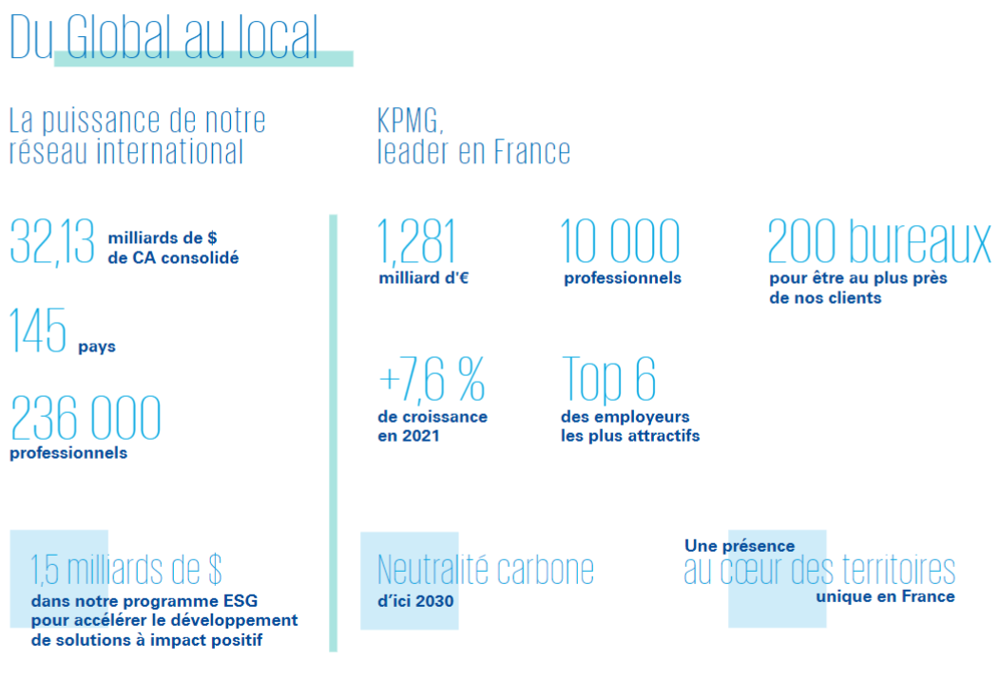 Du Global au local
La puissance de notre
réseau international
32,13 milliards de $
de CA consolidé
145 pays
236 000
professionnels
1,5 milliards de $
dans notre programme ESG
pour accélérer le développement
de solutions à impact positif
KPMG,
leader en France
1,281
milliard d'€
10 000
professionnels
200 bureaux
pour être au plus près
de nos clients
+7,6 %
de croissance
en 2021
Top 6
des employeurs
les plus attractifs
Neutralité carbone
d’ici 2030
Une présence
au cœur des territoires
unique en France